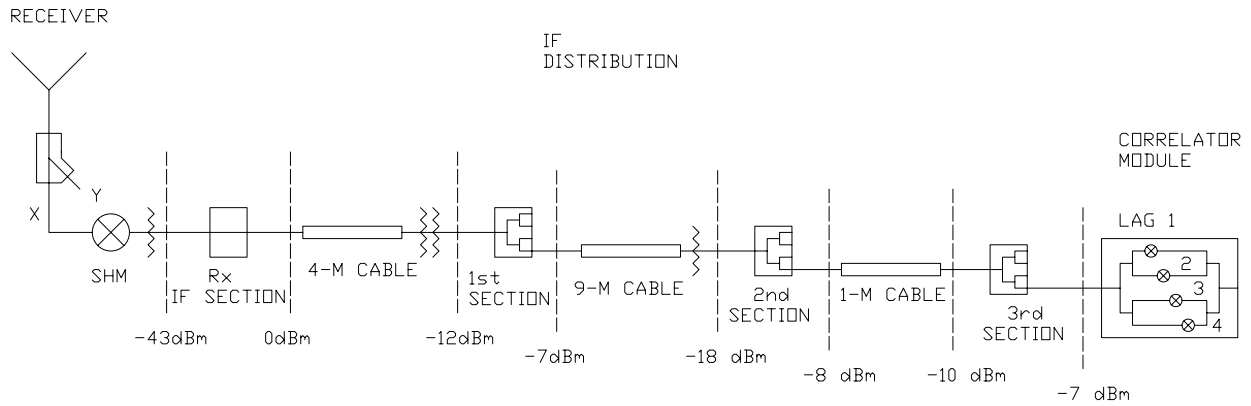 RECEIVER
IF
DISTRIBUTION
CORRELATOR
MODULE
Y
X
SHM
Rx
IF SECTION
4-M CABLE
1st
SECTION
9-M CABLE
2nd
SECTION
1-M CABLE
3rd
SECTION
LAG 1
2
3
4
-43dBm
0dBm
-12dBm
-7dBm
-18 dBm
-8 dBm
-10 dBm
-7 dBm